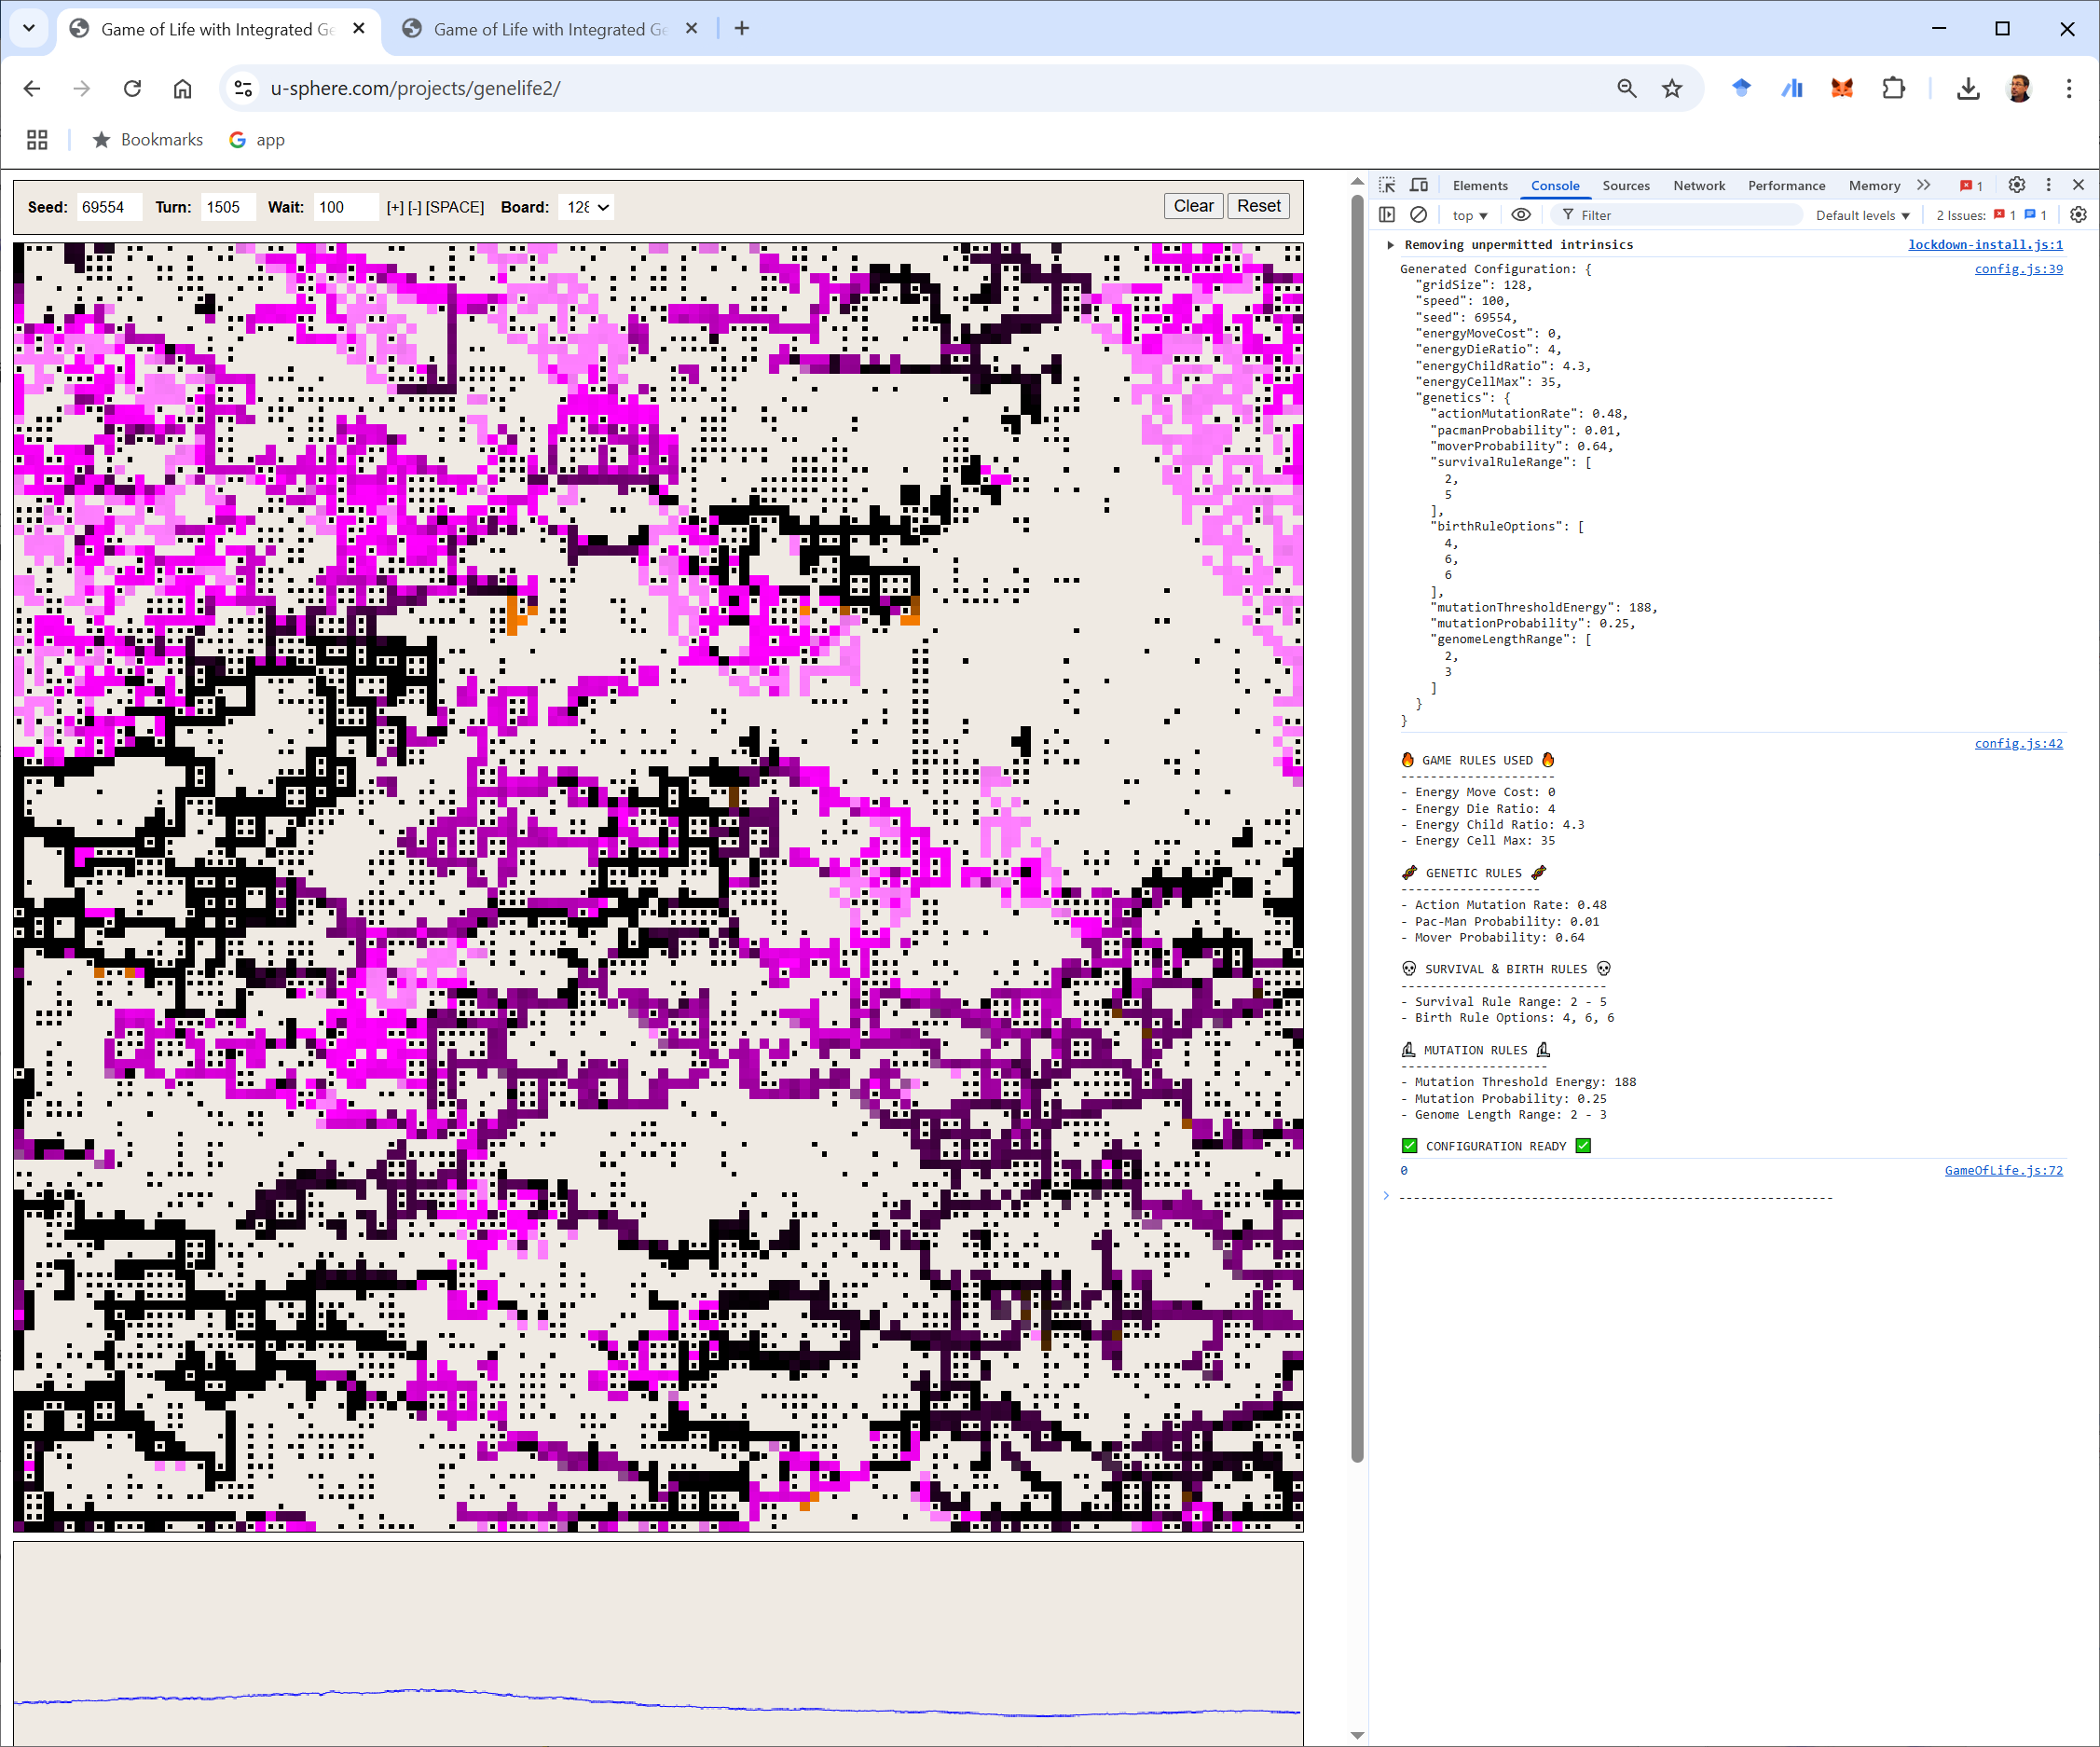 Game of Life with Integrated Ge
Game of Life with Integrated Ge
u-sphere.com/projects/genelife2/
Bookmarks
app
Seed: 69554 Turn: 1505 Wait: 100 [+] [-] [SPACE] Board: 128 Clear Reset
Elements Console Sources Network Performance Memory 1
top Filter Default levels 2 Issues: 1 1
Removing unpermitted intrinsics lockdown-install.js:1
Generated Configuration: { config.js:39
"gridSize": 128,
"speed": 100,
"seed": 69554,
"energyMoveCost": 0,
"energyDieRatio": 4,
"energyChildRatio": 4.3,
"energyCellMax": 35,
"genetics": {
"actionMutationRate": 0.48,
"pacmanProbability": 0.01,
"moverProbability": 0.64,
"survivalRuleRange": [
2,
5
],
"birthRuleOptions": [
4,
6,
6
],
"mutationThresholdEnergy": 188,
"mutationProbability": 0.25,
"genomeLengthRange": [
2,
3
]
}
}
config.js:42
🔥 GAME RULES USED 🔥
---------------------
- Energy Move Cost: 0
- Energy Die Ratio: 4
- Energy Child Ratio: 4.3
- Energy Cell Max: 35
🧬 GENETIC RULES 🧬
-------------------
- Action Mutation Rate: 0.48
- Pac-Man Probability: 0.01
- Mover Probability: 0.64
💀 SURVIVAL & BIRTH RULES 💀
----------------------------
- Survival Rule Range: 2 - 5
- Birth Rule Options: 4, 6, 6
🔬 MUTATION RULES 🔬
--------------------
- Mutation Threshold Energy: 188
- Mutation Probability: 0.25
- Genome Length Range: 2 - 3
✅ CONFIGURATION READY ✅
0 GameOfLife.js:72
> -----------------------------------------------------------